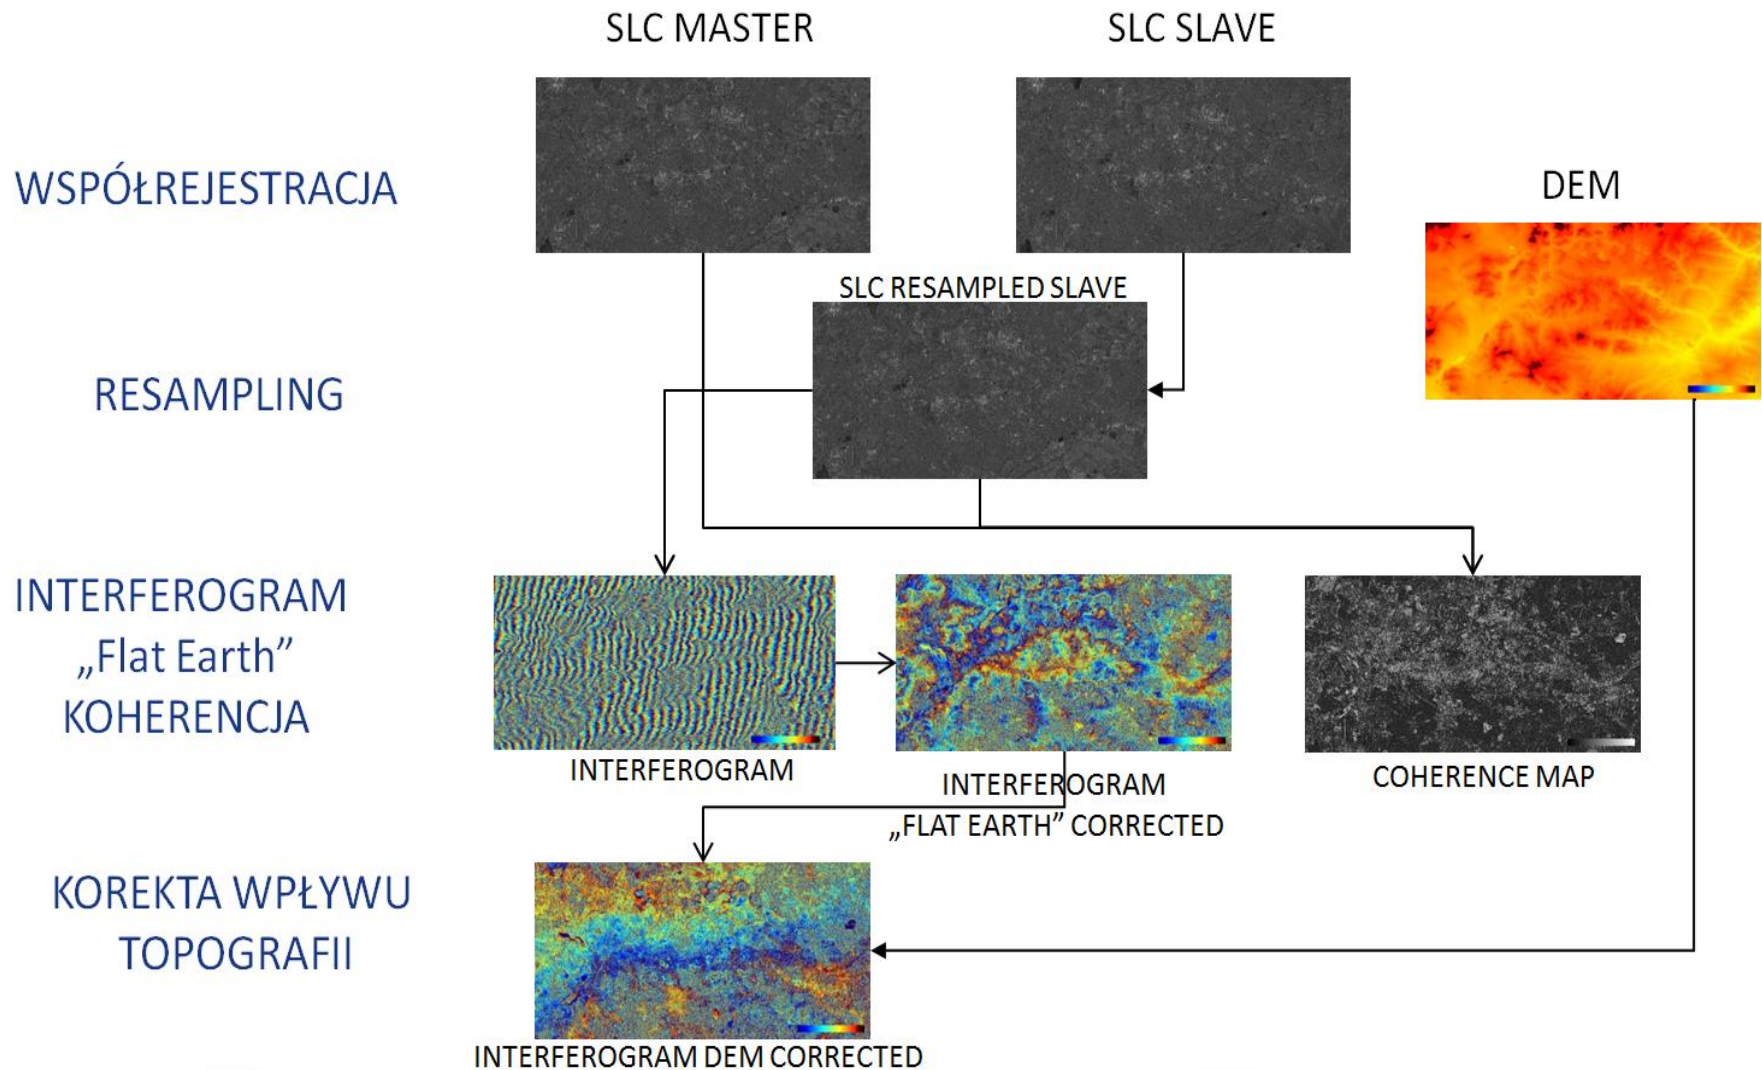 SLC MASTER
SLC SLAVE
WSPÓŁREJESTRACJA
DEM
SLC RESAMPLED SLAVE
RESAMPLING
INTERFEROGRAM
„Flat Earth”
KOHERENCJA
INTERFEROGRAM
INTERFEROGRAM
„FLAT EARTH” CORRECTED
COHERENCE MAP
KOREKTA WPŁYWU
TOPOGRAFII
INTERFEROGRAM DEM CORRECTED